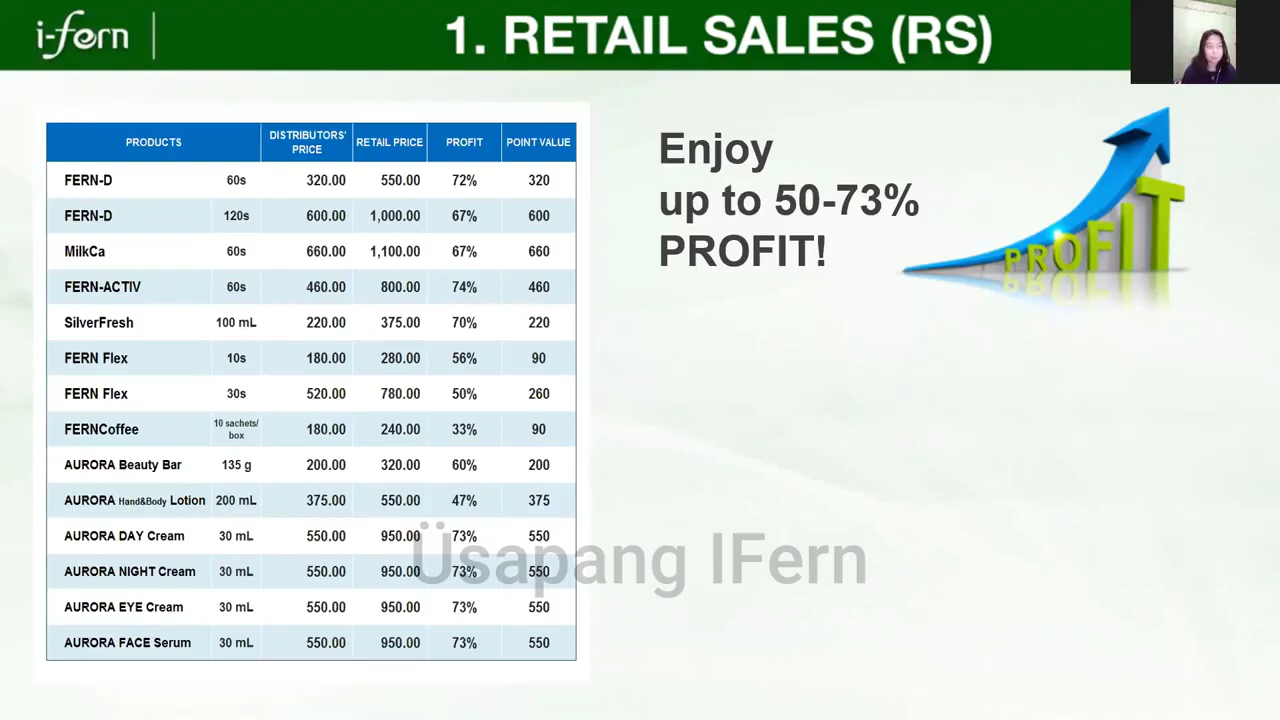 i-fern
1. RETAIL SALES (RS)
PRODUCTS DISTRIBUTORS' PRICE RETAIL PRICE PROFIT POINT VALUE
FERN-D 60s 320.00 550.00 72% 320
FERN-D 120s 600.00 1,000.00 67% 600
MilkCa 60s 660.00 1,100.00 67% 660
FERN-ACTIV 60s 460.00 800.00 74% 460
SilverFresh 100 mL 220.00 375.00 70% 220
FERN Flex 10s 180.00 280.00 56% 90
FERN Flex 30s 520.00 780.00 50% 260
FERNCoffee 10 sachets/ box 180.00 240.00 33% 90
AURORA Beauty Bar 135 g 200.00 320.00 60% 200
AURORA Hand&Body Lotion 200 mL 375.00 550.00 47% 375
AURORA DAY Cream 30 mL 550.00 950.00 73% 550
AURORA NIGHT Cream 30 mL 550.00 950.00 73% 550
AURORA EYE Cream 30 mL 550.00 950.00 73% 550
AURORA FACE Serum 30 mL 550.00 950.00 73% 550
Enjoy
up to 50-73%
PROFIT!
PROFIT
Üsapang IFern